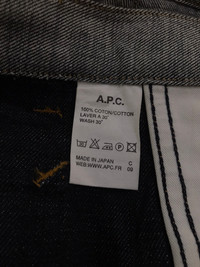 A.P.C.
100% COTON/COTTON
LAVER A 30°
WASH 30°
MADE IN JAPAN C
WEB:WWW.APC.FR 09